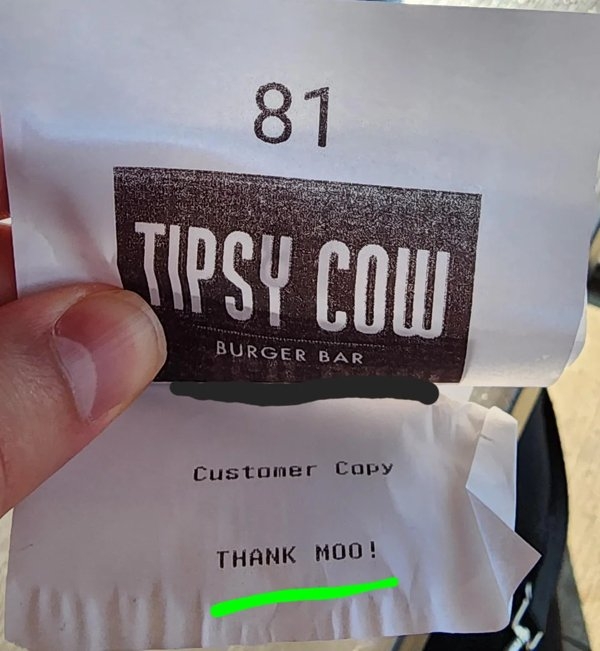 81
TIPSY COW
BURGER BAR
Customer Copy
THANK MOO!